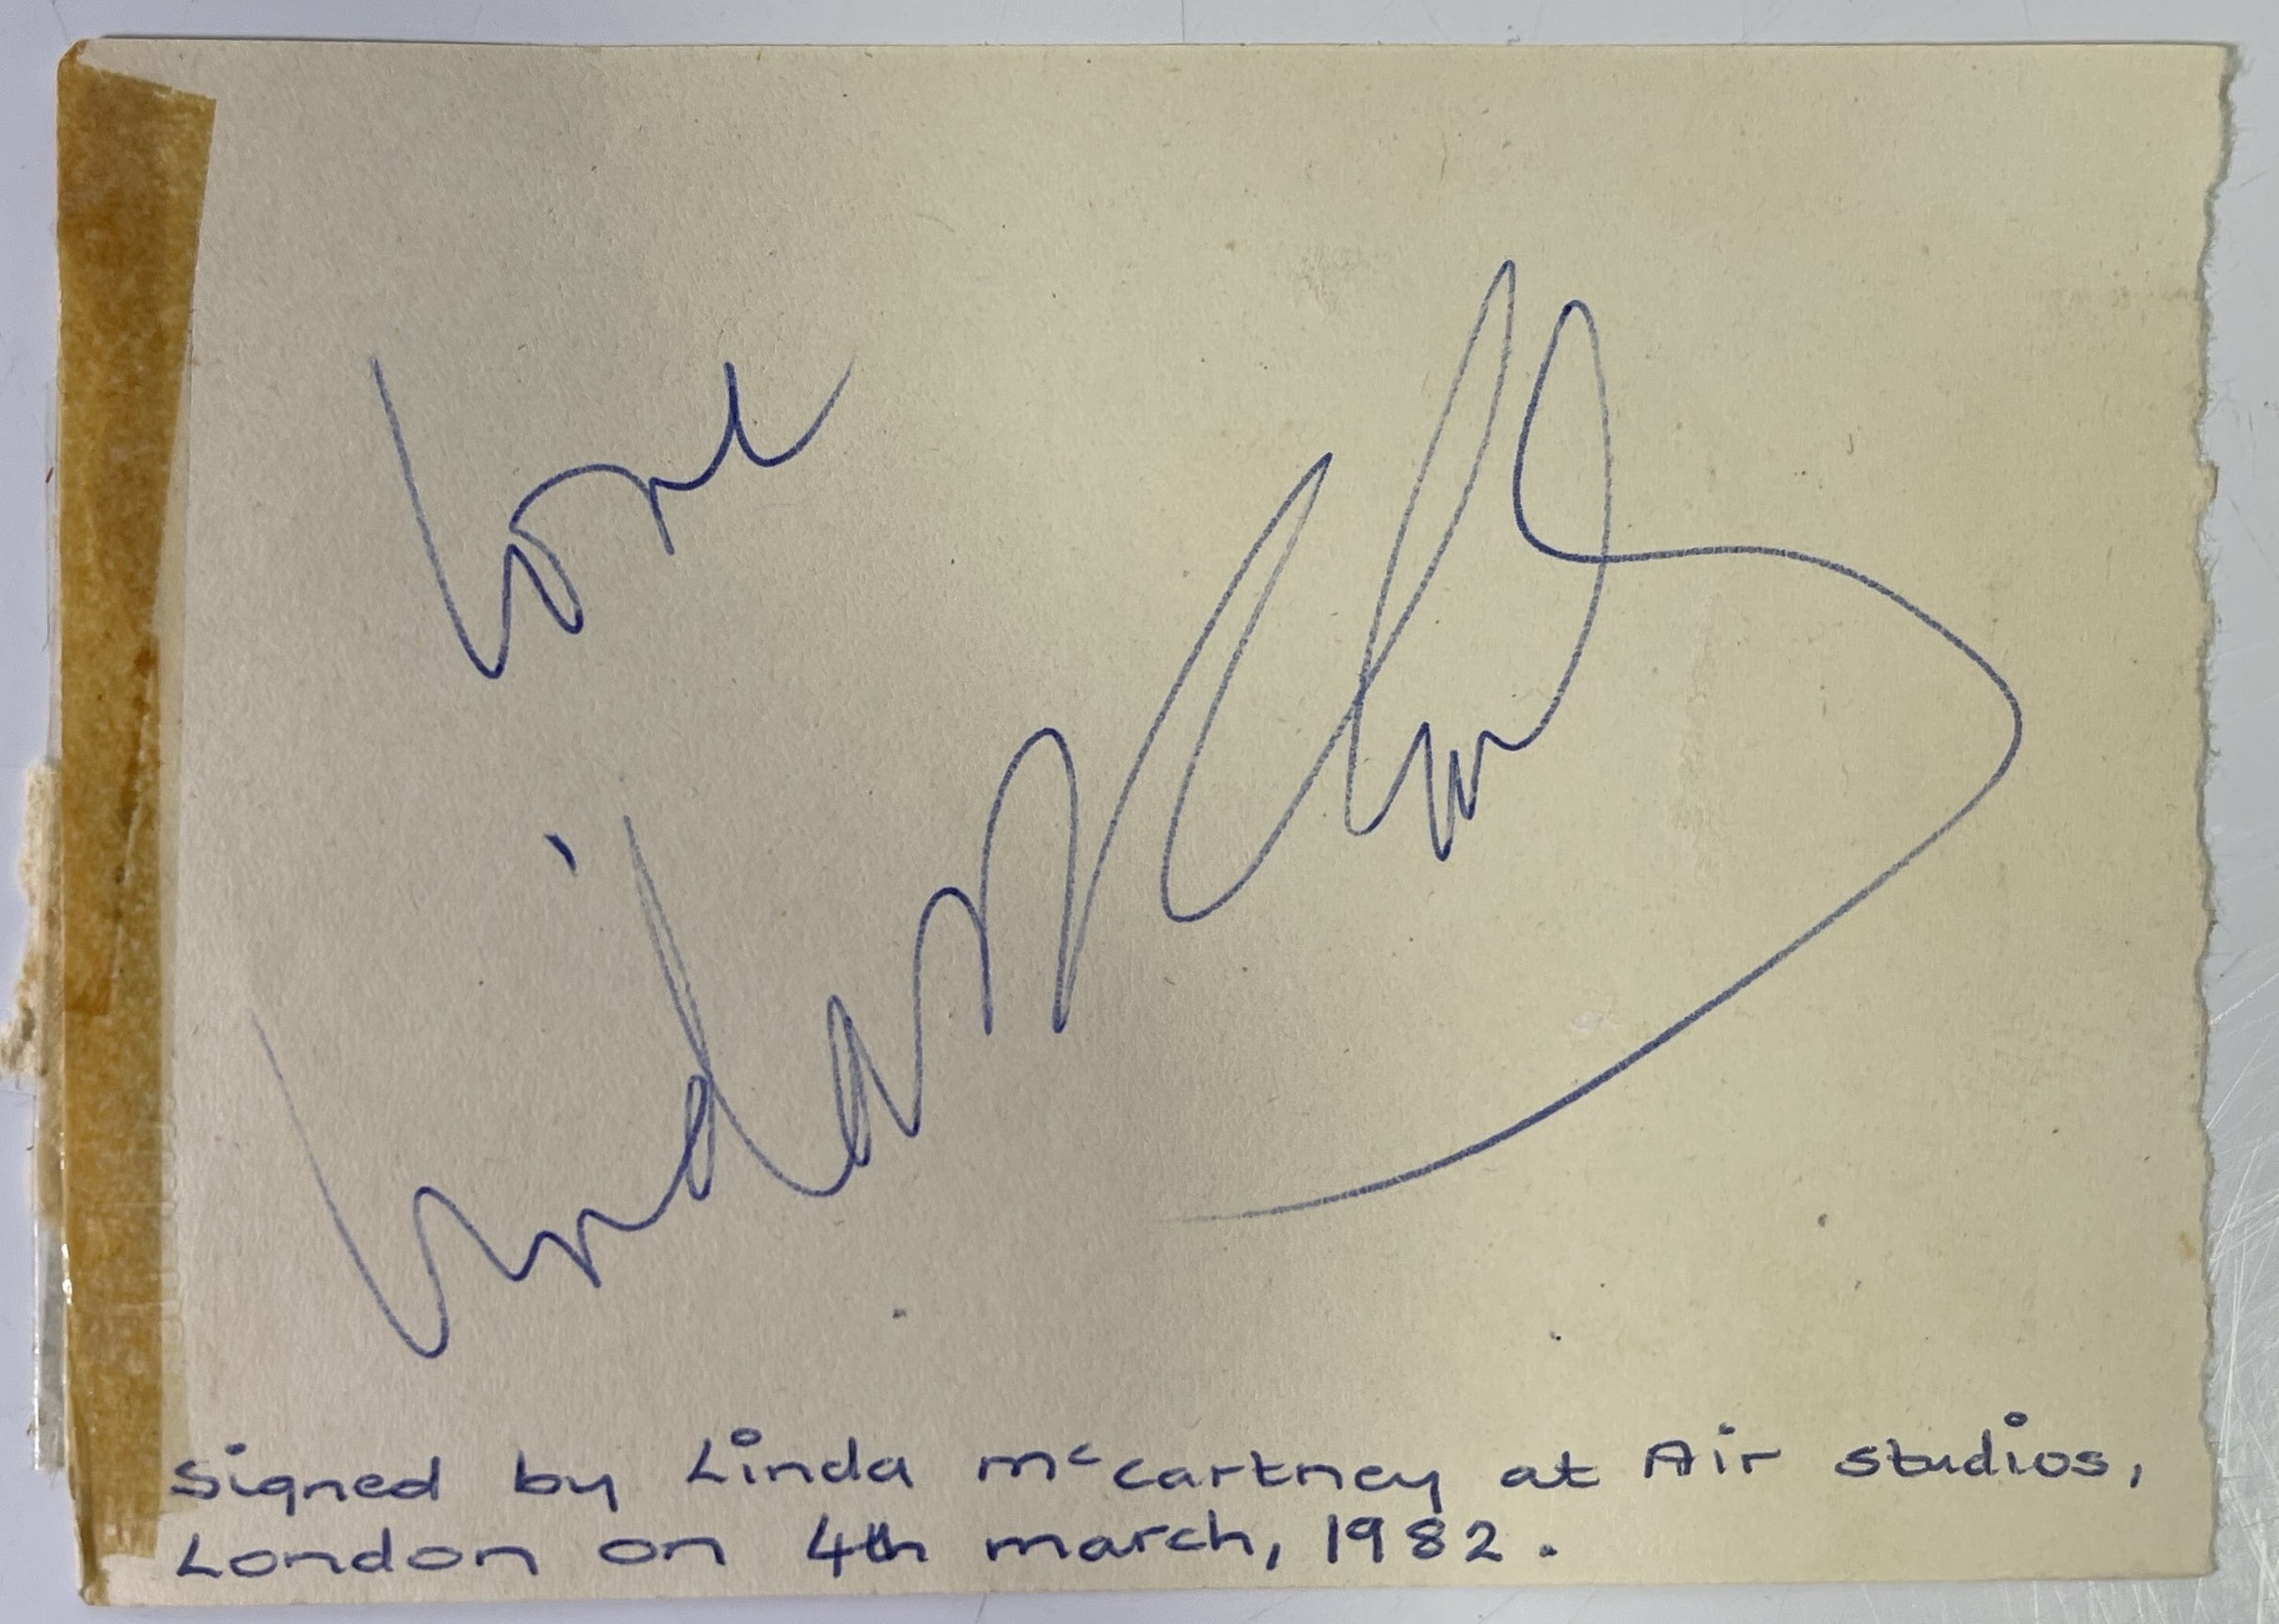 love
Linda McCartney
Signed by Linda McCartney at Air Studios,
London on 4th march, 1982.